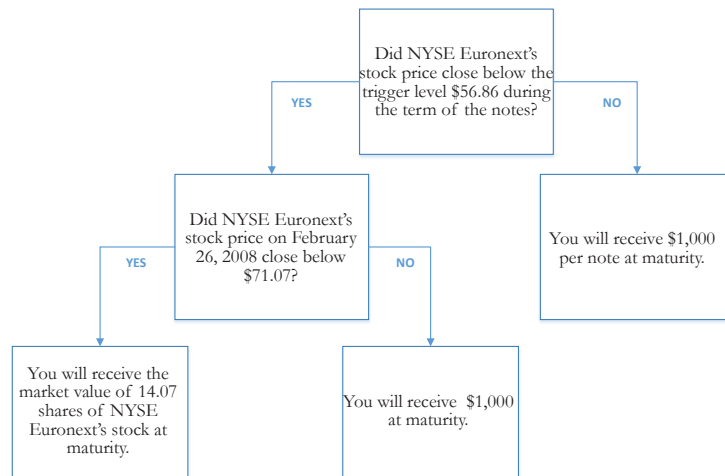 Did NYSE Euronext's
stock price close below the
trigger level $56.86 during
the term of the notes?
YES
NO
Did NYSE Euronext's
stock price on February
26, 2008 close below
$71.07?
You will receive $1,000
per note at maturity.
YES
NO
You will receive the
market value of 14.07
shares of NYSE
Euronext's stock at
maturity.
You will receive $1,000
at maturity.